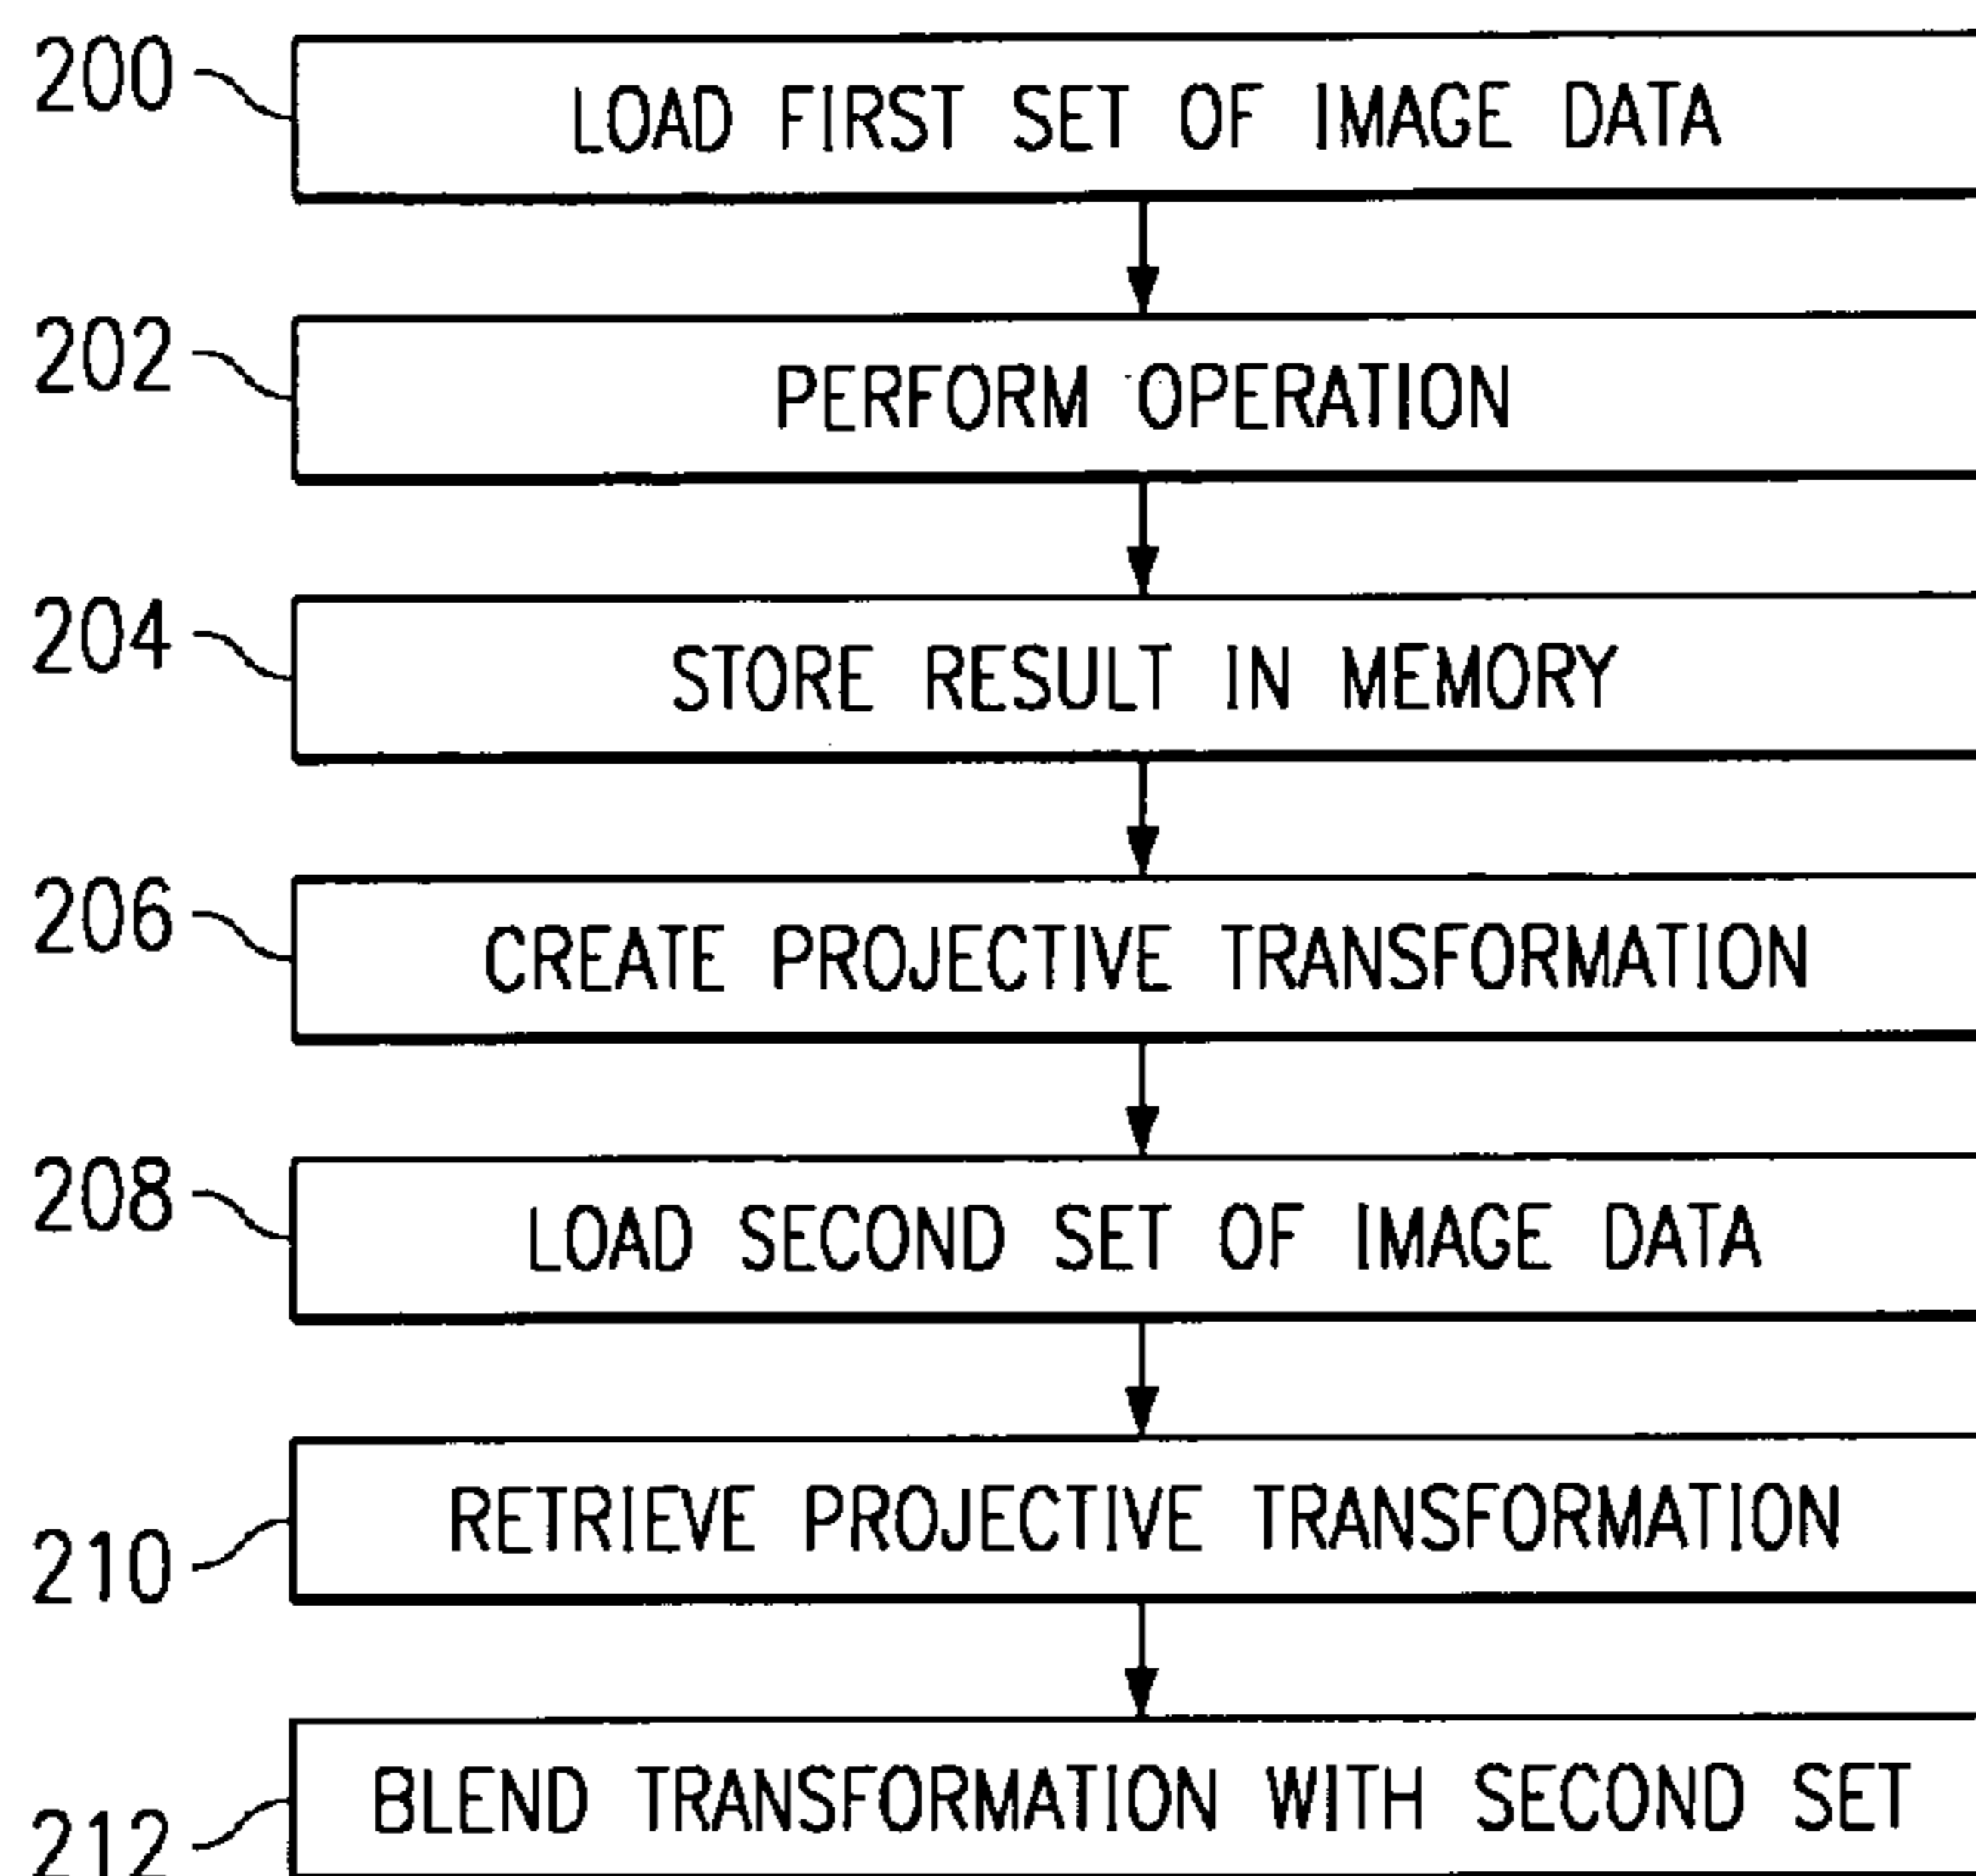 200 LOAD FIRST SET OF IMAGE DATA
202 PERFORM OPERATION
204 STORE RESULT IN MEMORY
206 CREATE PROJECTIVE TRANSFORMATION
208 LOAD SECOND SET OF IMAGE DATA
210 RETRIEVE PROJECTIVE TRANSFORMATION
212 BLEND TRANSFORMATION WITH SECOND SET